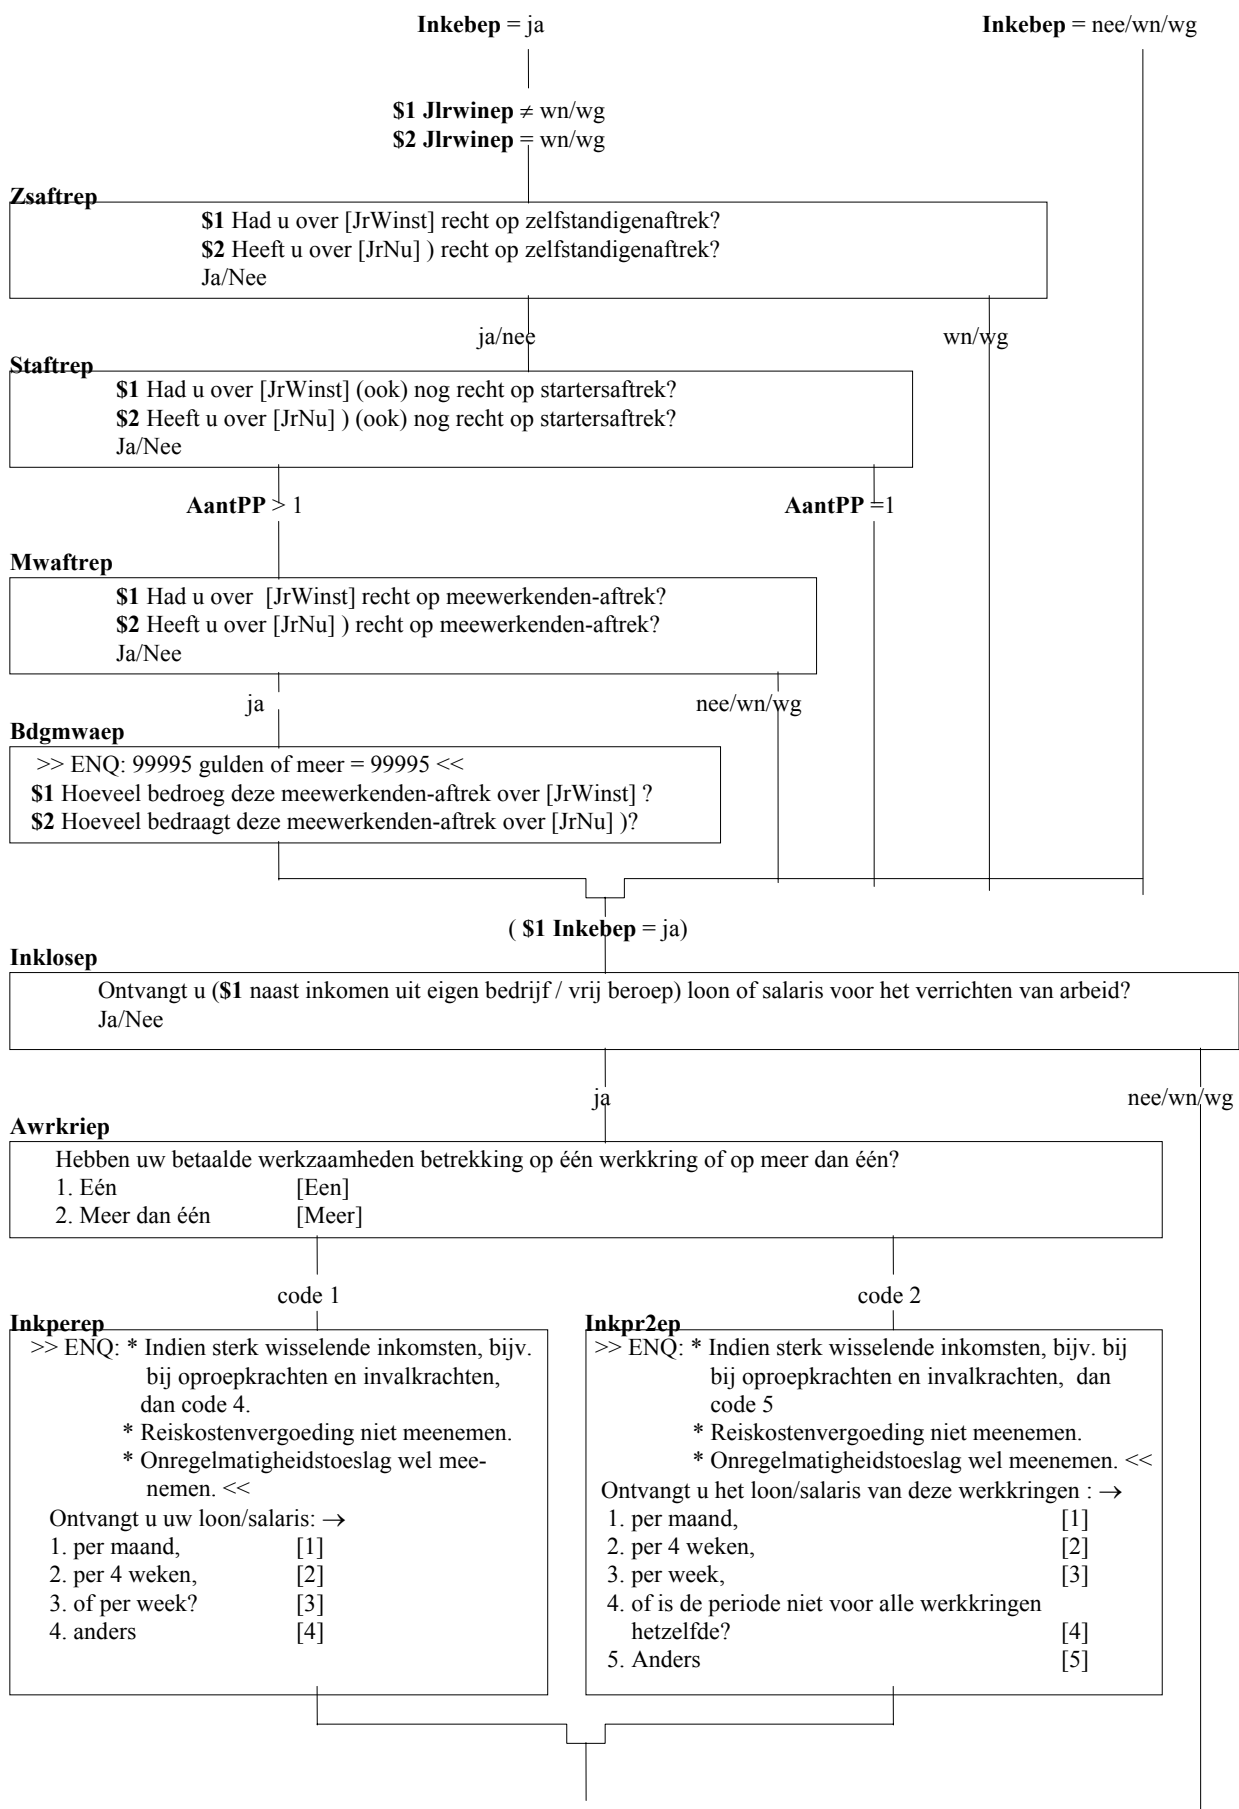 Inkebep = ja
Inkebep = nee/wn/wg
$1 Jlrwinep ≠ wn/wg
$2 Jlrwinep = wn/wg
Zsaftrep
$1 Had u over [JrWinst] recht op zelfstandigenaftrek?
$2 Heeft u over [JrNu] ) recht op zelfstandigenaftrek?
Ja/Nee
ja/nee
wn/wg
Staftrep
$1 Had u over [JrWinst] (ook) nog recht op startersaftrek?
$2 Heeft u over [JrNu] ) (ook) nog recht op startersaftrek?
Ja/Nee
AantPP > 1
AantPP =1
Mwaftrep
$1 Had u over [JrWinst] recht op meewerkenden-aftrek?
$2 Heeft u over [JrNu] ) recht op meewerkenden-aftrek?
Ja/Nee
ja
nee/wn/wg
Bdgmwaep
>> ENQ: 99995 gulden of meer = 99995 <<
$1 Hoeveel bedroeg deze meewerkenden-aftrek over [JrWinst] ?
$2 Hoeveel bedraagt deze meewerkenden-aftrek over [JrNu] )?
( $1 Inkebep = ja)
Inklosep
Ontvangt u ($1 naast inkomen uit eigen bedrijf / vrij beroep) loon of salaris voor het verrichten van arbeid?
Ja/Nee
ja
nee/wn/wg
Awrkriep
Hebben uw betaalde werkzaamheden betrekking op één werkkring of op meer dan één?
1. Eén [Een]
2. Meer dan één [Meer]
code 1
code 2
Inkperep
>> ENQ: * Indien sterk wisselende inkomsten, bijv.
bij oproepkrachten en invalkrachten,
dan code 4.
* Reiskostenvergoeding niet meenemen.
* Onregelmatigheidstoeslag wel mee-
nemen. <<
Ontvangt u uw loon/salaris: →
1. per maand, [1]
2. per 4 weken, [2]
3. of per week? [3]
4. anders [4]
Inkpr2ep
>> ENQ: * Indien sterk wisselende inkomsten, bijv. bij
bij oproepkrachten en invalkrachten, dan
code 5
* Reiskostenvergoeding niet meenemen.
* Onregelmatigheidstoeslag wel meenemen. <<
Ontvangt u het loon/salaris van deze werkkringen : →
1. per maand, [1]
2. per 4 weken, [2]
3. per week, [3]
4. of is de periode niet voor alle werkkringen
hetzelfde? [4]
5. Anders [5]